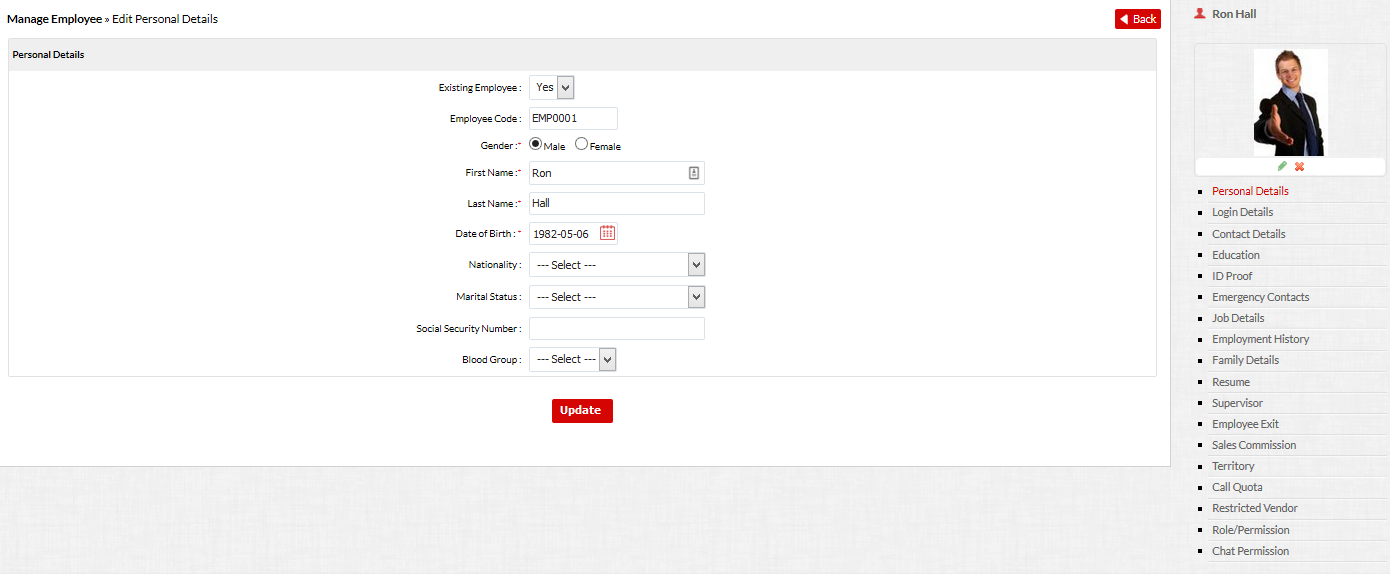 Manage Employee » Edit Personal Details
Back
Personal Details
Existing Employee : Yes
Employee Code : EMP0001
Gender :* Male Female
First Name :* Ron
Last Name :* Hall
Date of Birth : * 1982-05-06
Nationality : --- Select ---
Marital Status : --- Select ---
Social Security Number :
Blood Group : --- Select ---
Update
Ron Hall
Personal Details
Login Details
Contact Details
Education
ID Proof
Emergency Contacts
Job Details
Employment History
Family Details
Resume
Supervisor
Employee Exit
Sales Commission
Territory
Call Quota
Restricted Vendor
Role/Permission
Chat Permission